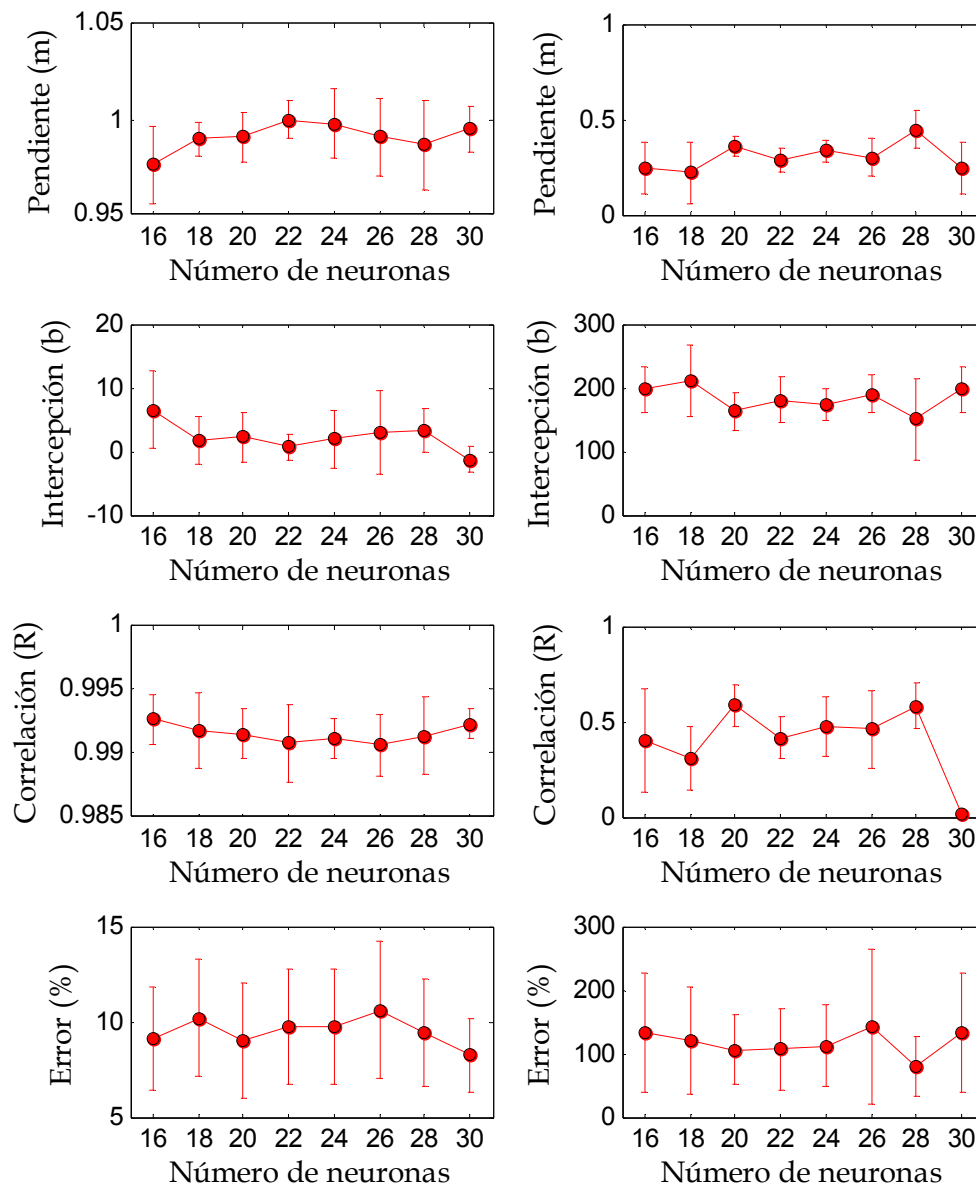 1.05
1
0.95
Pendiente (m)
16 18 20 22 24 26 28 30
Número de neuronas
1
0.5
0
Pendiente (m)
16 18 20 22 24 26 28 30
Número de neuronas
20
10
0
-10
Intercepción (b)
16 18 20 22 24 26 28 30
Número de neuronas
300
200
100
0
Intercepción (b)
16 18 20 22 24 26 28 30
Número de neuronas
1
0.995
0.99
0.985
Correlación (R)
16 18 20 22 24 26 28 30
Número de neuronas
1
0.5
0
Correlación (R)
16 18 20 22 24 26 28 30
Número de neuronas
15
10
5
Error (%)
16 18 20 22 24 26 28 30
Número de neuronas
300
200
100
0
Error (%)
16 18 20 22 24 26 28 30
Número de neuronas